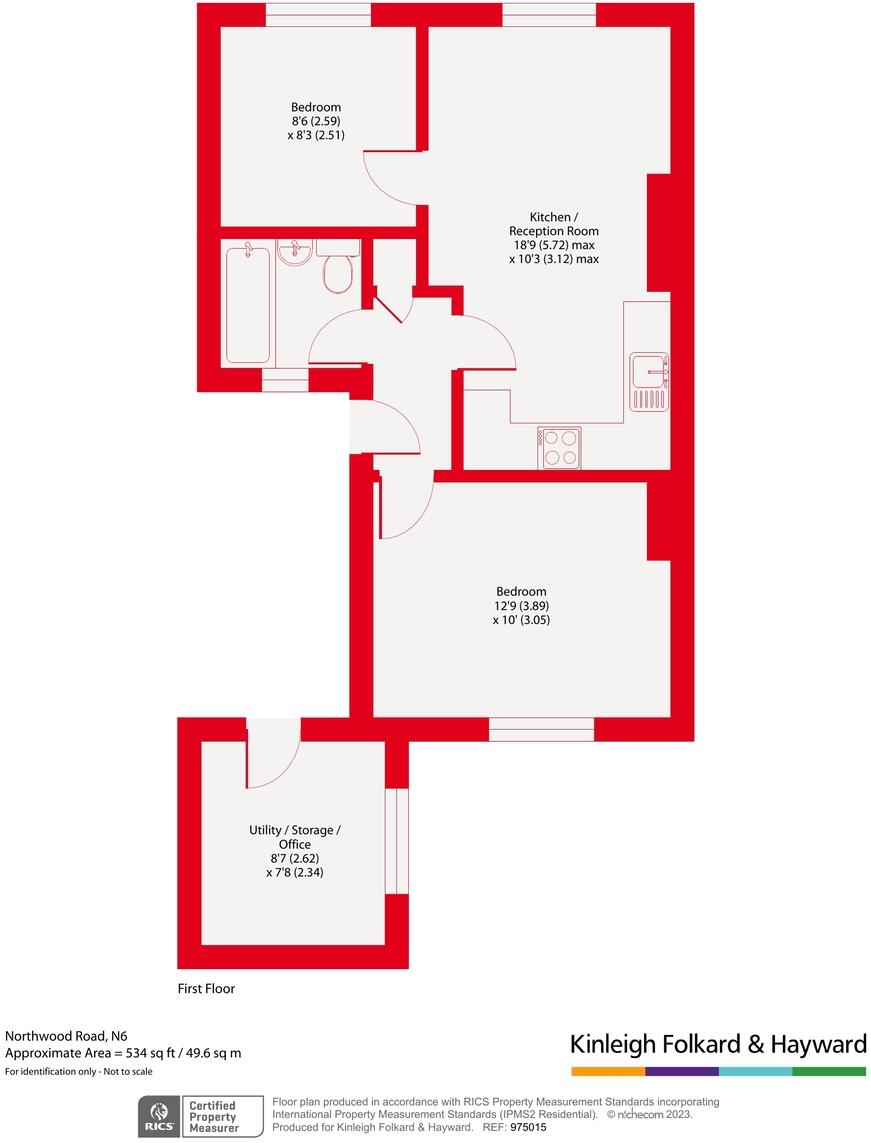 Bedroom
8'6 (2.59)
x 8'3 (2.51)
Kitchen /
Reception Room
18'9 (5.72) max
x 10'3 (3.12) max
Bedroom
12'9 (3.89)
x 10' (3.05)
Utility / Storage /
Office
8'7 (2.62)
x 7'8 (2.34)
First Floor
Northwood Road, N6
Approximate Area = 534 sq ft / 49.6 sq m
For identification only - Not to scale
Kinleigh Folkard & Hayward
RICS
Certified
Property
Measurer
Floor plan produced in accordance with RICS Property Measurement Standards incorporating
International Property Measurement Standards (IPMS2 Residential). © nichecom 2023.
Produced for Kinleigh Folkard & Hayward. REF: 975015